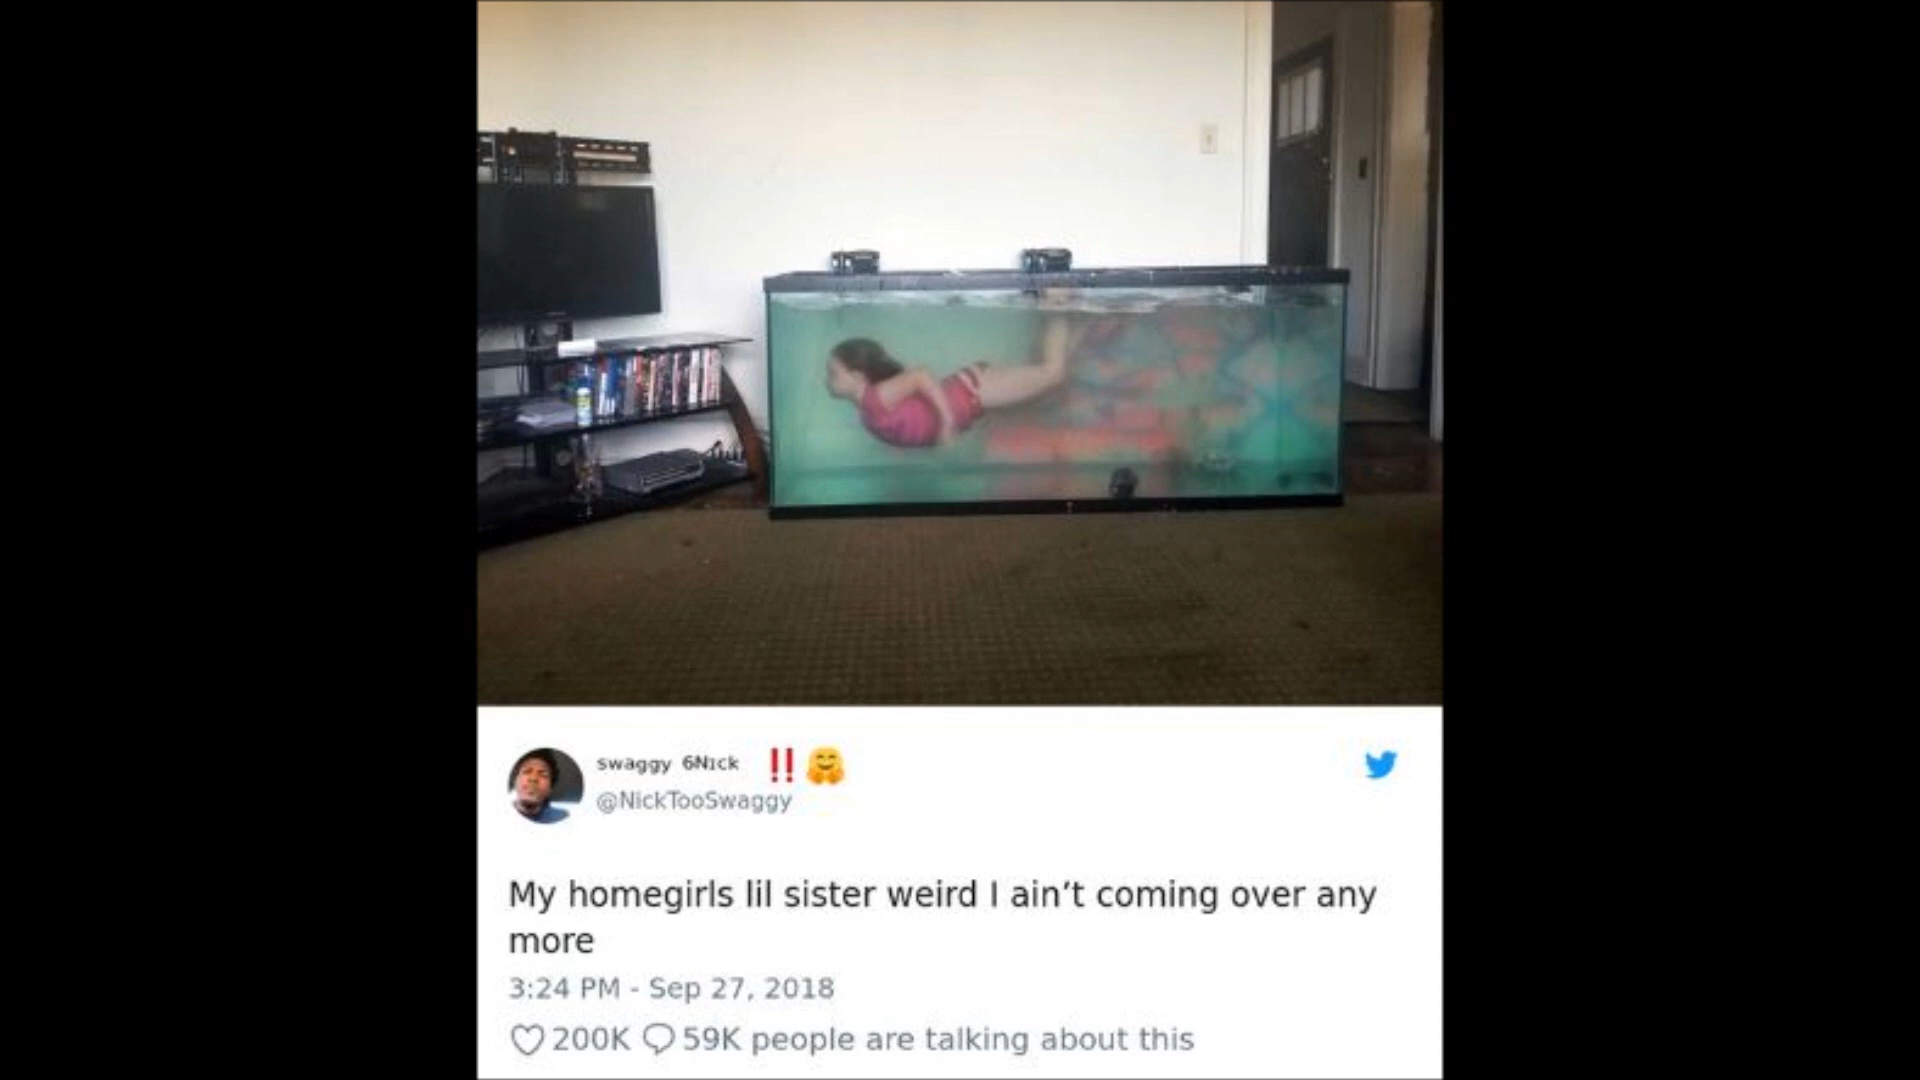 swaggy 6Nɪck ‼️🤗
@NickTooSwaggy
My homegirls lil sister weird I ain’t coming over any
more
3:24 PM - Sep 27, 2018
200K 59K people are talking about this